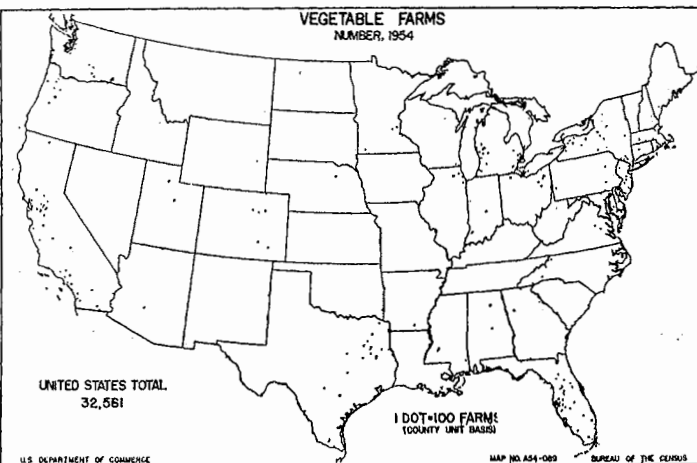 VEGETABLE FARMS
NUMBER, 1954
UNITED STATES TOTAL
32,561
1 DOT=100 FARMS
(COUNTY UNIT BASIS)
U.S. DEPARTMENT OF COMMERCE
MAP NO. A54-089
BUREAU OF THE CENSUS